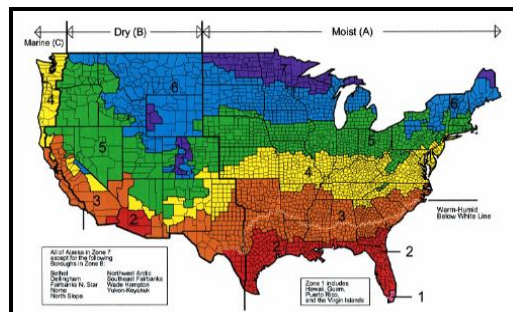 Marine (C)
Dry (B)
Moist (A)
4
6
6
5
5
4
3
3
2
2
2
1
Warm-Humid
Below White Line
All of Alaska in Zone 7
except for the following
Boroughs in Zone 8:
Bethel
Dellingham
Fairbanks N. Star
Nome
North Slope
Northwest Arctic
Southeast Fairbanks
Wade Hampton
Yukon-Koyukuk
Zone 1 includes
Hawaii, Guam,
Puerto Rico,
and the Virgin Islands